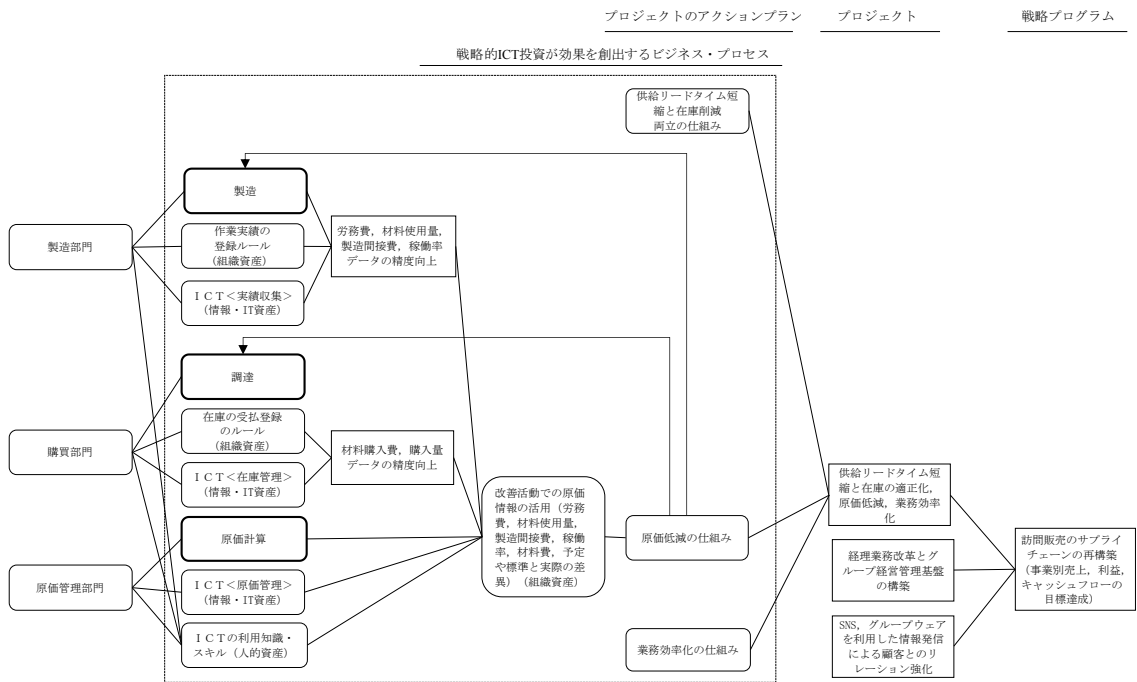 プロジェクトのアクションプラン
プロジェクト
戦略プログラム
戦略的ICT投資が効果を創出するビジネス・プロセス
供給リードタイム短
縮と在庫削減
両立の仕組み
製造
製造部門
作業実績の
登録ルール
(組織資産)
労務費，材料使用量，
製造間接費，稼働率
データの精度向上
ＩＣＴ＜実績収集＞
(情報・IT資産)
調達
購買部門
在庫の受払登録
のルール
(組織資産)
材料購入費，購入量
データの精度向上
ＩＣＴ＜在庫管理＞
(情報・IT資産)
原価計算
原価管理部門
ＩＣＴ＜原価管理＞
(情報・IT資産)
ＩＣＴの利用知識・
スキル（人的資産）
改善活動での原価
情報の活用（労務
費，材料使用量，
製造間接費，稼働
率，材料費，予定
や標準と実際の差
異）（組織資産）
原価低減の仕組み
業務効率化の仕組み
供給リードタイム短
縮と在庫の適正化，
原価低減，業務効率
化
経理業務改革とグ
ループ経営管理基盤
の構築
SNS，グループウェア
を利用した情報発信
による顧客とのリ
レーション強化
訪問販売のサプライ
チェーンの再構築
（事業別売上，利益，
キャッシュフローの
目標達成）